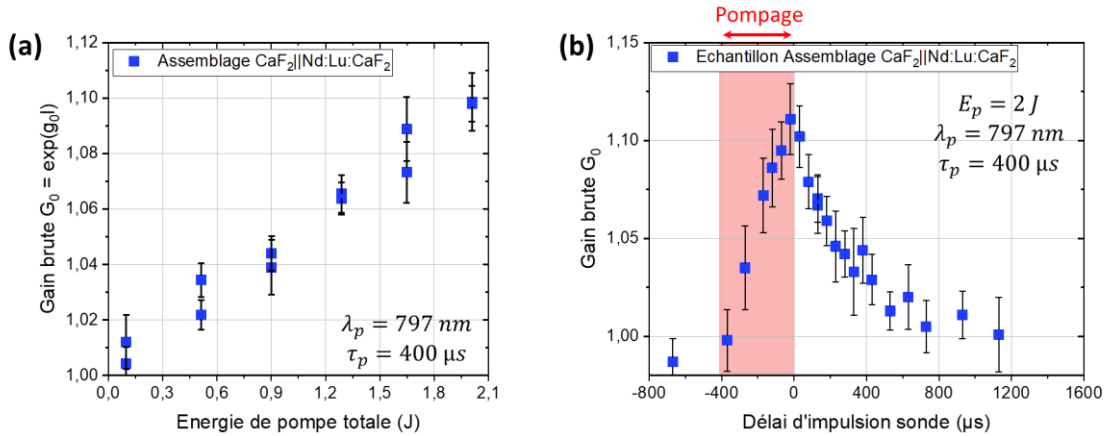 (a)
Gain brute G₀ = exp(g₀l)
1,12
1,10
1,08
1,06
1,04
1,02
1,00
Assemblage CaF₂||Nd:Lu:CaF₂
λₚ = 797 nm
τₚ = 400 μs
0,0 0,3 0,6 0,9 1,2 1,5 1,8 2,1
Energie de pompe totale (J)
Pompage
(b)
Gain brute G₀
1,15
1,10
1,05
1,00
Echantillon Assemblage CaF₂||Nd:Lu:CaF₂
Eₚ = 2 J
λₚ = 797 nm
τₚ = 400 μs
-800 -400 0 400 800 1200 1600
Délai d'impulsion sonde (µs)